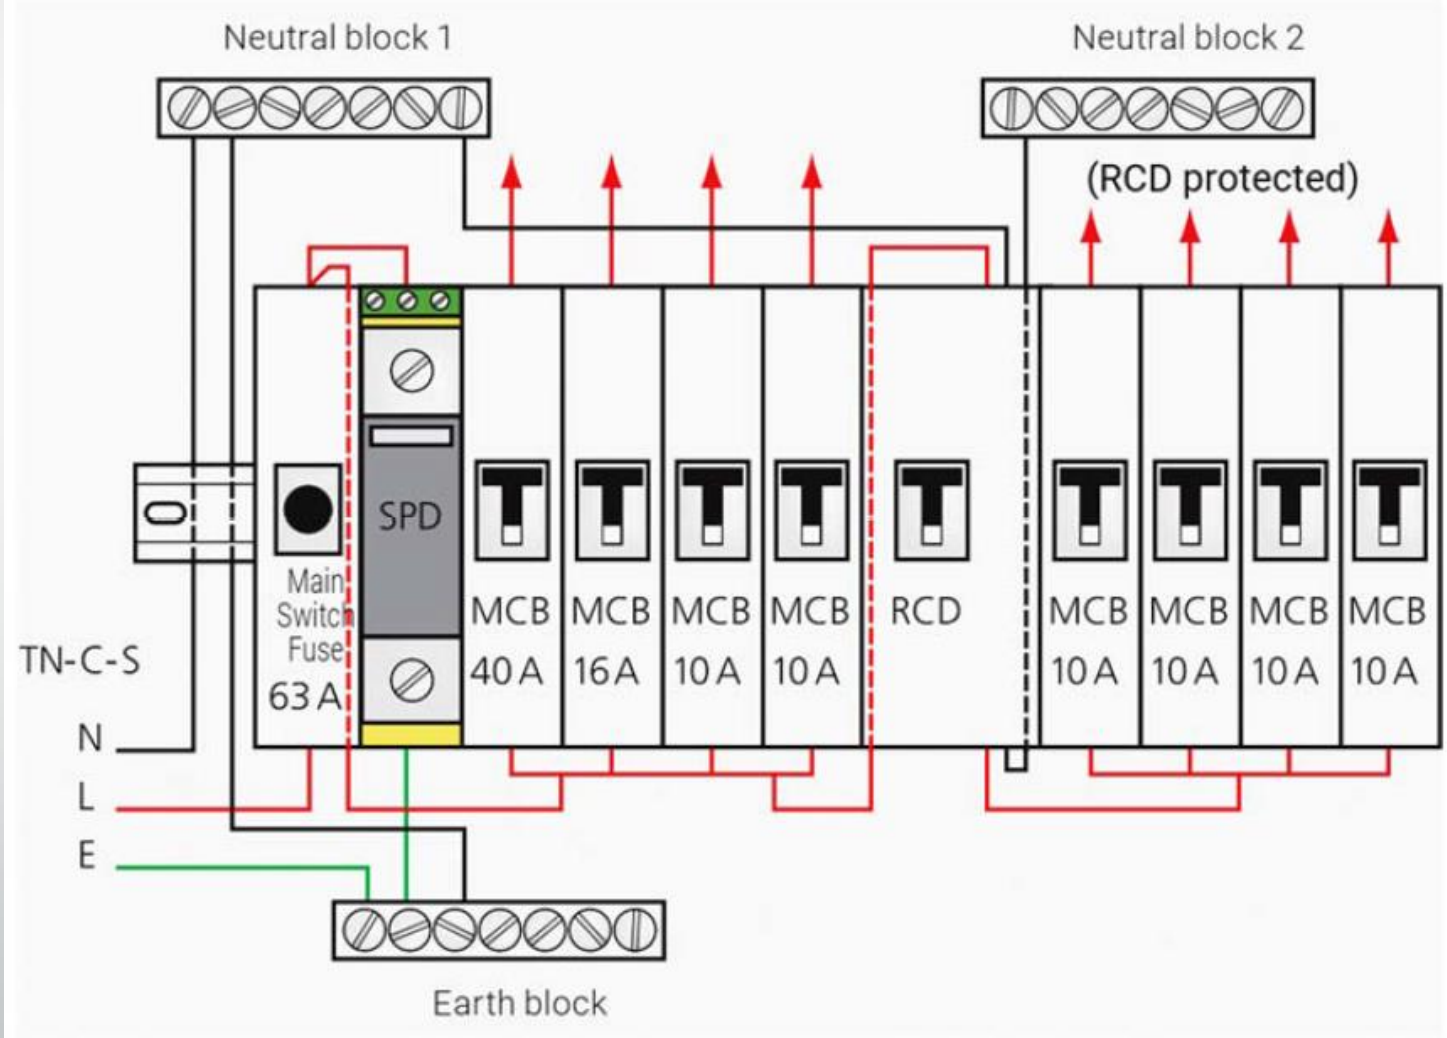 Neutral block 1
Neutral block 2
(RCD protected)
SPD
Main
Switch
Fuse
63 A
MCB
40 A
MCB
16 A
MCB
10 A
MCB
10 A
RCD
MCB
10 A
MCB
10 A
MCB
10 A
MCB
10 A
TN-C-S
N
L
E
Earth block